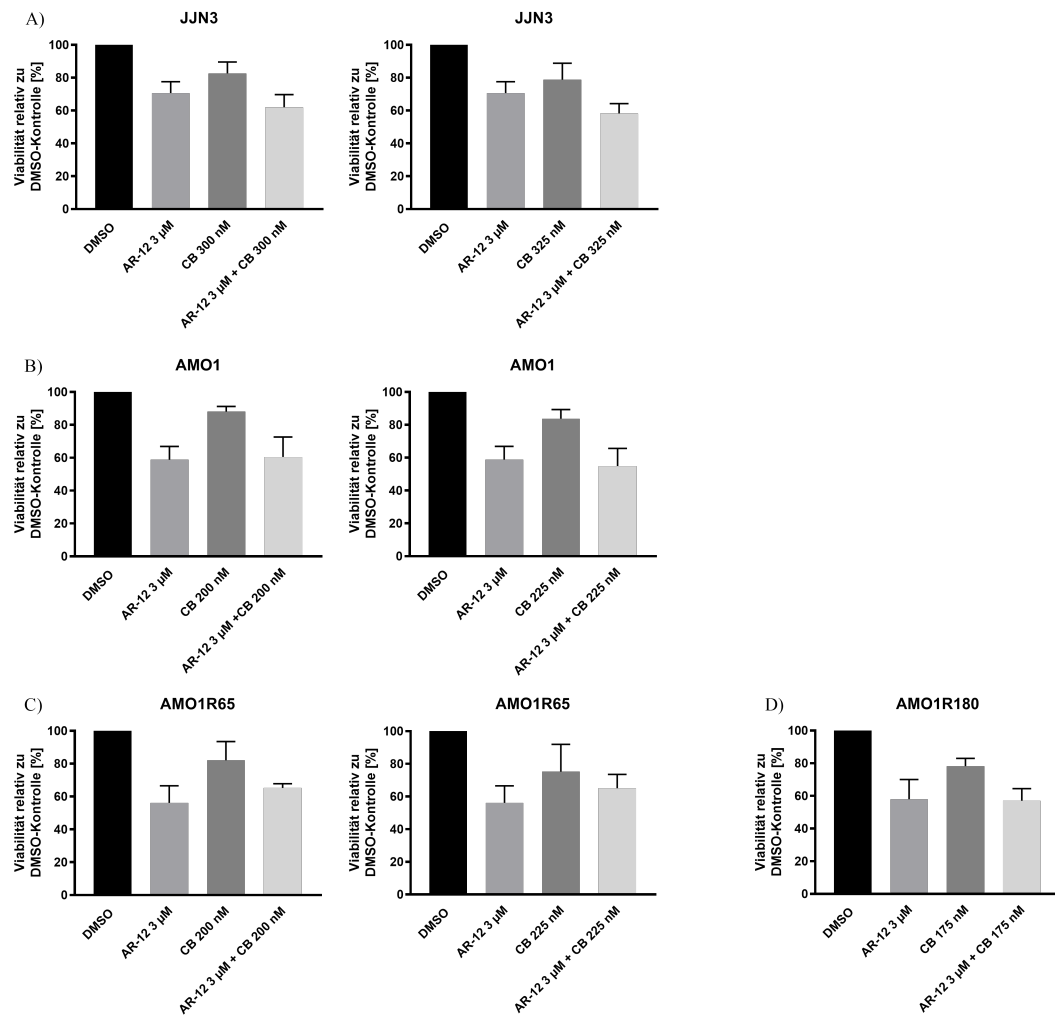 A)
JJN3
Viabilität relativ zu
DMSO-Kontrolle [%]
100
80
60
40
20
0
DMSO
AR-12 3 µM
CB 300 nM
AR-12 3 µM + CB 300 nM
JJN3
Viabilität relativ zu
DMSO-Kontrolle [%]
100
80
60
40
20
0
DMSO
AR-12 3 µM
CB 325 nM
AR-12 3 µM + CB 325 nM
B)
AMO1
Viabilität relativ zu
DMSO-Kontrolle [%]
100
80
60
40
20
0
DMSO
AR-12 3 µM
CB 200 nM
AR-12 3 µM +CB 200 nM
AMO1
Viabilität relativ zu
DMSO-Kontrolle [%]
100
80
60
40
20
0
DMSO
AR-12 3 µM
CB 225 nM
AR-12 3 µM + CB 225 nM
C)
AMO1R65
Viabilität relativ zu
DMSO-Kontrolle [%]
100
80
60
40
20
0
DMSO
AR-12 3 µM
CB 200 nM
AR-12 3 µM + CB 200 nM
AMO1R65
Viabilität relativ zu
DMSO-Kontrolle [%]
100
80
60
40
20
0
DMSO
AR-12 3 µM
CB 225 nM
AR-12 3 µM + CB 225 nM
D)
AMO1R180
Viabilität relativ zu
DMSO-Kontrolle [%]
100
80
60
40
20
0
DMSO
AR-12 3 µM
CB 175 nM
AR-12 3 µM + CB 175 nM